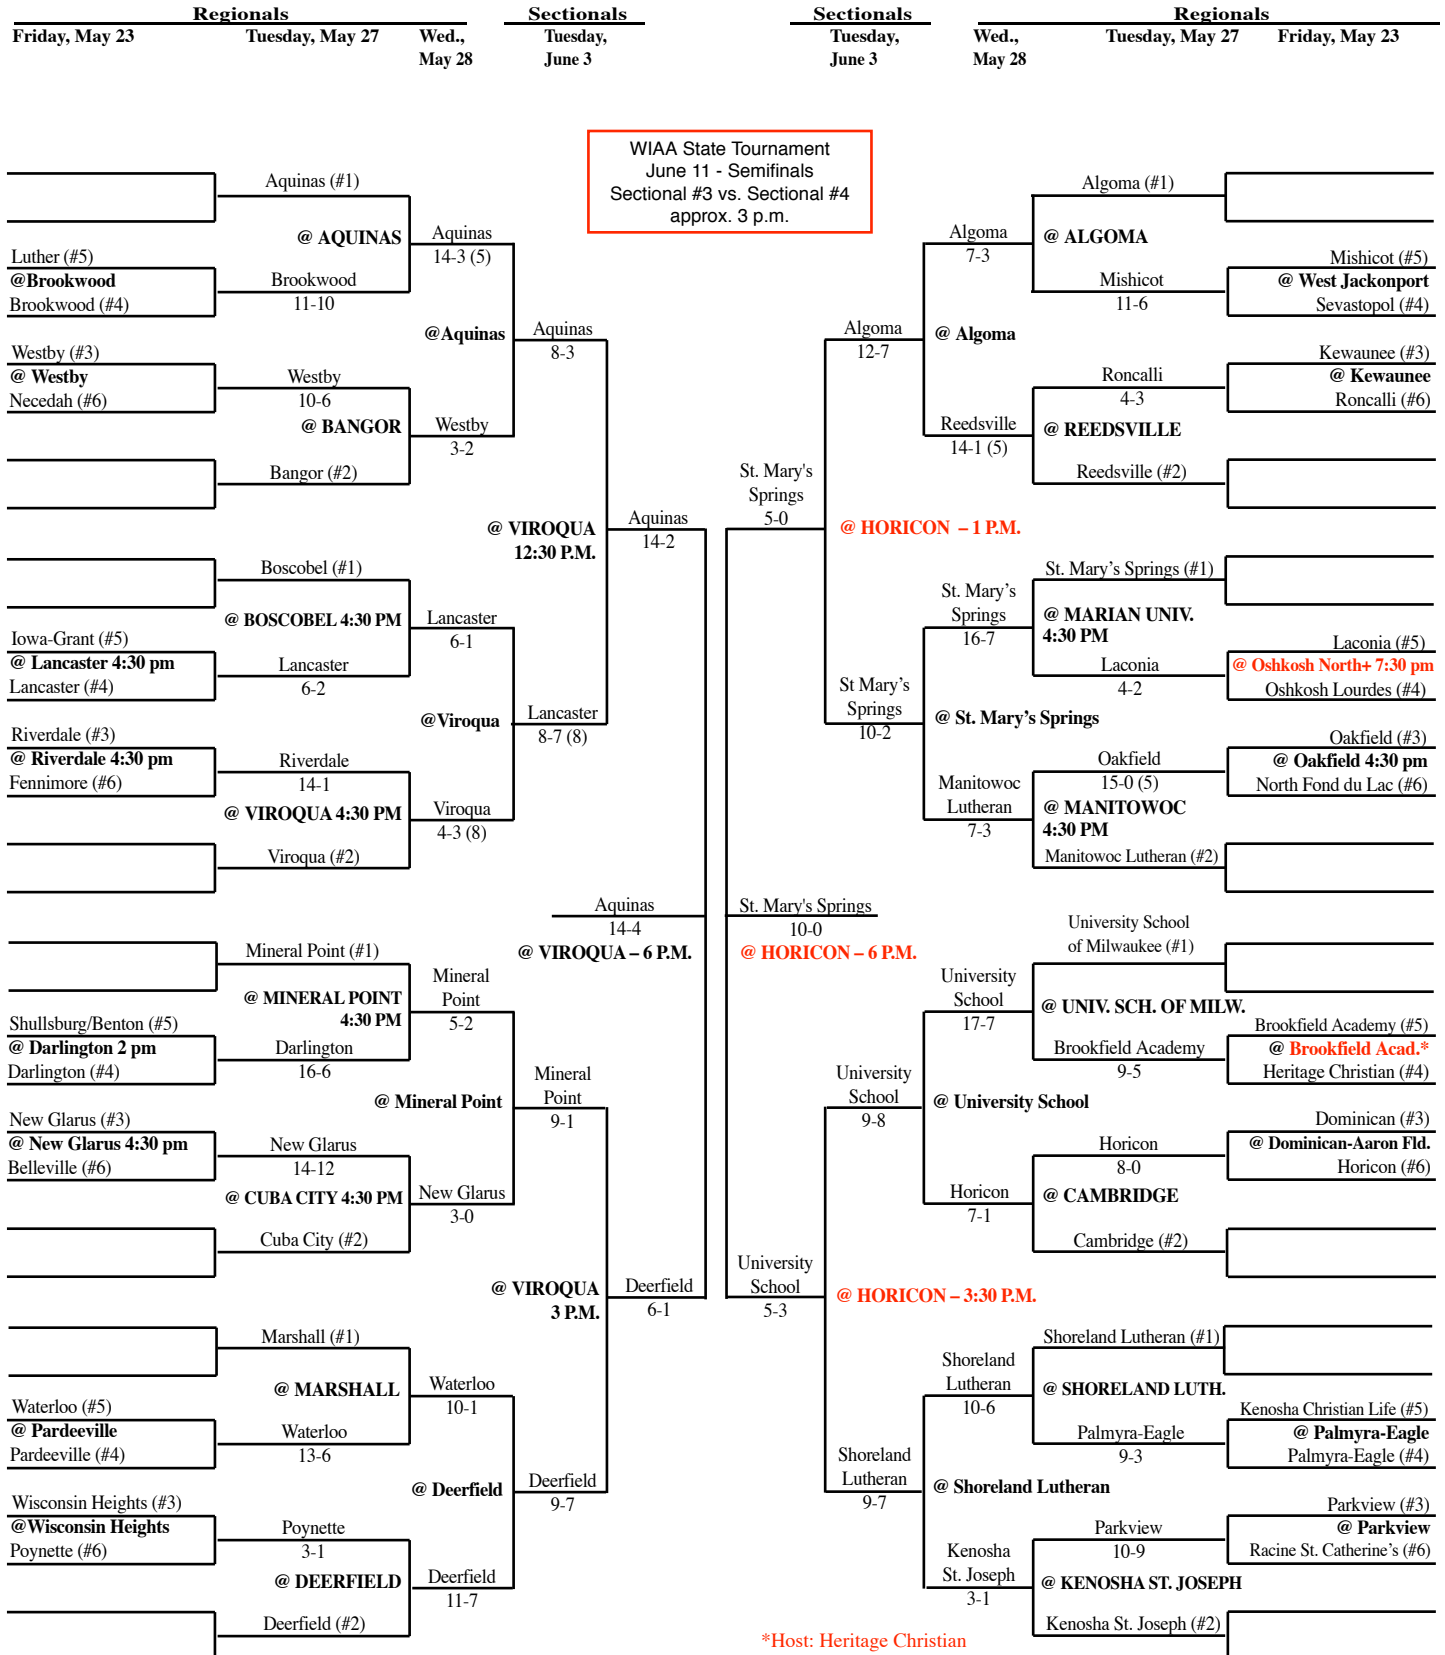 Regionals
Sectionals
Sectionals
Regionals
Friday, May 23
Tuesday, May 27
Wed.,
May 28
Tuesday,
June 3
Tuesday,
June 3
Wed.,
May 28
Tuesday, May 27
Friday, May 23
WIAA State Tournament
June 11 - Semifinals
Sectional #3 vs. Sectional #4
approx. 3 p.m.
Aquinas (#1)
@ AQUINAS
Luther (#5)
@Brookwood
Brookwood (#4)
Brookwood
11-10
Aquinas
14-3 (5)
@Aquinas
Westby (#3)
@ Westby
Necedah (#6)
Westby
10-6
@ BANGOR
Bangor (#2)
Westby
3-2
Aquinas
8-3
@ VIROQUA
12:30 P.M.
Aquinas
14-2
Boscobel (#1)
@ BOSCOBEL 4:30 PM
Iowa-Grant (#5)
@ Lancaster 4:30 pm
Lancaster (#4)
Lancaster
6-2
Lancaster
6-1
@Viroqua
Lancaster
8-7 (8)
Riverdale (#3)
@ Riverdale 4:30 pm
Fennimore (#6)
Riverdale
14-1
@ VIROQUA 4:30 PM
Viroqua (#2)
Viroqua
4-3 (8)
Aquinas
14-4
@ VIROQUA – 6 P.M.
Mineral Point (#1)
@ MINERAL POINT
4:30 PM
Shullsburg/Benton (#5)
@ Darlington 2 pm
Darlington (#4)
Darlington
16-6
Mineral
Point
5-2
@ Mineral Point
Mineral
Point
9-1
New Glarus (#3)
@ New Glarus 4:30 pm
Belleville (#6)
New Glarus
14-12
@ CUBA CITY 4:30 PM
Cuba City (#2)
New Glarus
3-0
@ VIROQUA
3 P.M.
Deerfield
6-1
Marshall (#1)
@ MARSHALL
Waterloo (#5)
@ Pardeeville
Pardeeville (#4)
Waterloo
13-6
Waterloo
10-1
@ Deerfield
Deerfield
9-7
Wisconsin Heights (#3)
@Wisconsin Heights
Poynette (#6)
Poynette
3-1
@ DEERFIELD
Deerfield (#2)
Deerfield
11-7
Algoma (#1)
Algoma
7-3
@ ALGOMA
Mishicot (#5)
@ West Jackonport
Sevastopol (#4)
Mishicot
11-6
Algoma
12-7
@ Algoma
Kewaunee (#3)
@ Kewaunee
Roncalli (#6)
Roncalli
4-3
Reedsville
14-1 (5)
@ REEDSVILLE
Reedsville (#2)
St. Mary's
Springs
5-0
@ HORICON – 1 P.M.
St. Mary’s Springs (#1)
St. Mary’s
Springs
16-7
@ MARIAN UNIV.
4:30 PM
Laconia (#5)
@ Oshkosh North+ 7:30 pm
Oshkosh Lourdes (#4)
Laconia
4-2
St Mary’s
Springs
10-2
@ St. Mary’s Springs
Oakfield (#3)
@ Oakfield 4:30 pm
North Fond du Lac (#6)
Oakfield
15-0 (5)
Manitowoc
Lutheran
7-3
@ MANITOWOC
4:30 PM
Manitowoc Lutheran (#2)
St. Mary's Springs
10-0
@ HORICON – 6 P.M.
University School
of Milwaukee (#1)
University
School
17-7
@ UNIV. SCH. OF MILW.
Brookfield Academy (#5)
@ Brookfield Acad.*
Heritage Christian (#4)
Brookfield Academy
9-5
University
School
9-8
@ University School
Dominican (#3)
@ Dominican-Aaron Fld.
Horicon (#6)
Horicon
8-0
Horicon
7-1
@ CAMBRIDGE
Cambridge (#2)
University
School
5-3
@ HORICON – 3:30 P.M.
Shoreland Lutheran (#1)
Shoreland
Lutheran
10-6
@ SHORELAND LUTH.
Kenosha Christian Life (#5)
@ Palmyra-Eagle
Palmyra-Eagle (#4)
Palmyra-Eagle
9-3
Shoreland
Lutheran
9-7
@ Shoreland Lutheran
Parkview (#3)
@ Parkview
Racine St. Catherine’s (#6)
Parkview
10-9
Kenosha
St. Joseph
3-1
@ KENOSHA ST. JOSEPH
Kenosha St. Joseph (#2)
*Host: Heritage Christian